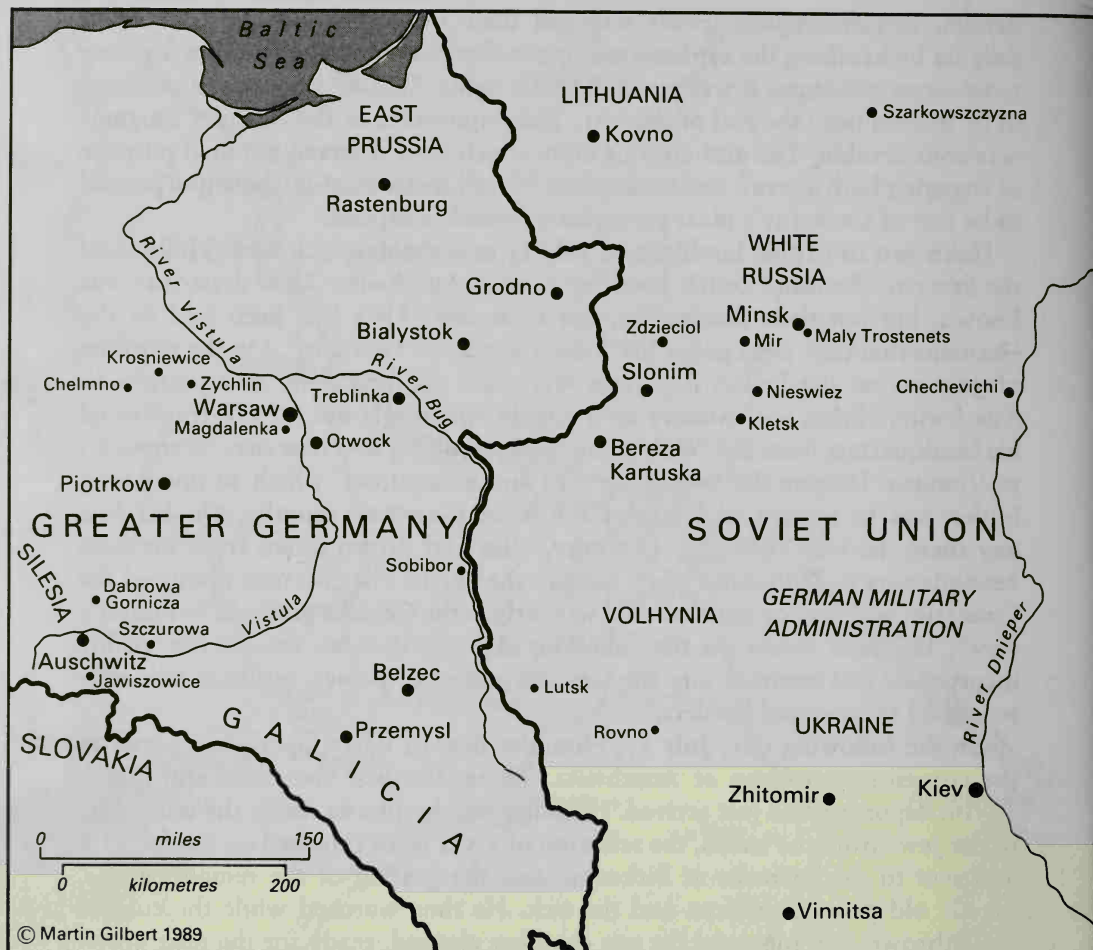 Baltic
Sea
EAST
PRUSSIA
Rastenburg
LITHUANIA
Kovno
Szarkowszczyzna
WHITE
RUSSIA
River Vistula
Grodno
Minsk
Maly Trostenets
Zdzieciol
Mir
Bialystok
Slonim
River Bug
Krosniewice
Chelmno
Zychlin
Treblinka
Nieswiez
Chechevichi
Warsaw
Magdalenka
Kletsk
Otwock
Bereza
Kartuska
Piotrkow
GREATER GERMANY
SOVIET UNION
SILESIA
Sobibor
Dabrowa
Gornicza
VOLHYNIA
GERMAN MILITARY
ADMINISTRATION
Szczurowa
Vistula
River Dnieper
Auschwitz
Jawiszowice
Belzec
Lutsk
GALICIA
Przemysl
Rovno
UKRAINE
SLOVAKIA
Zhitomir
Kiev
0 miles 150
0 200
kilometres
Vinnitsa
© Martin Gilbert 1989